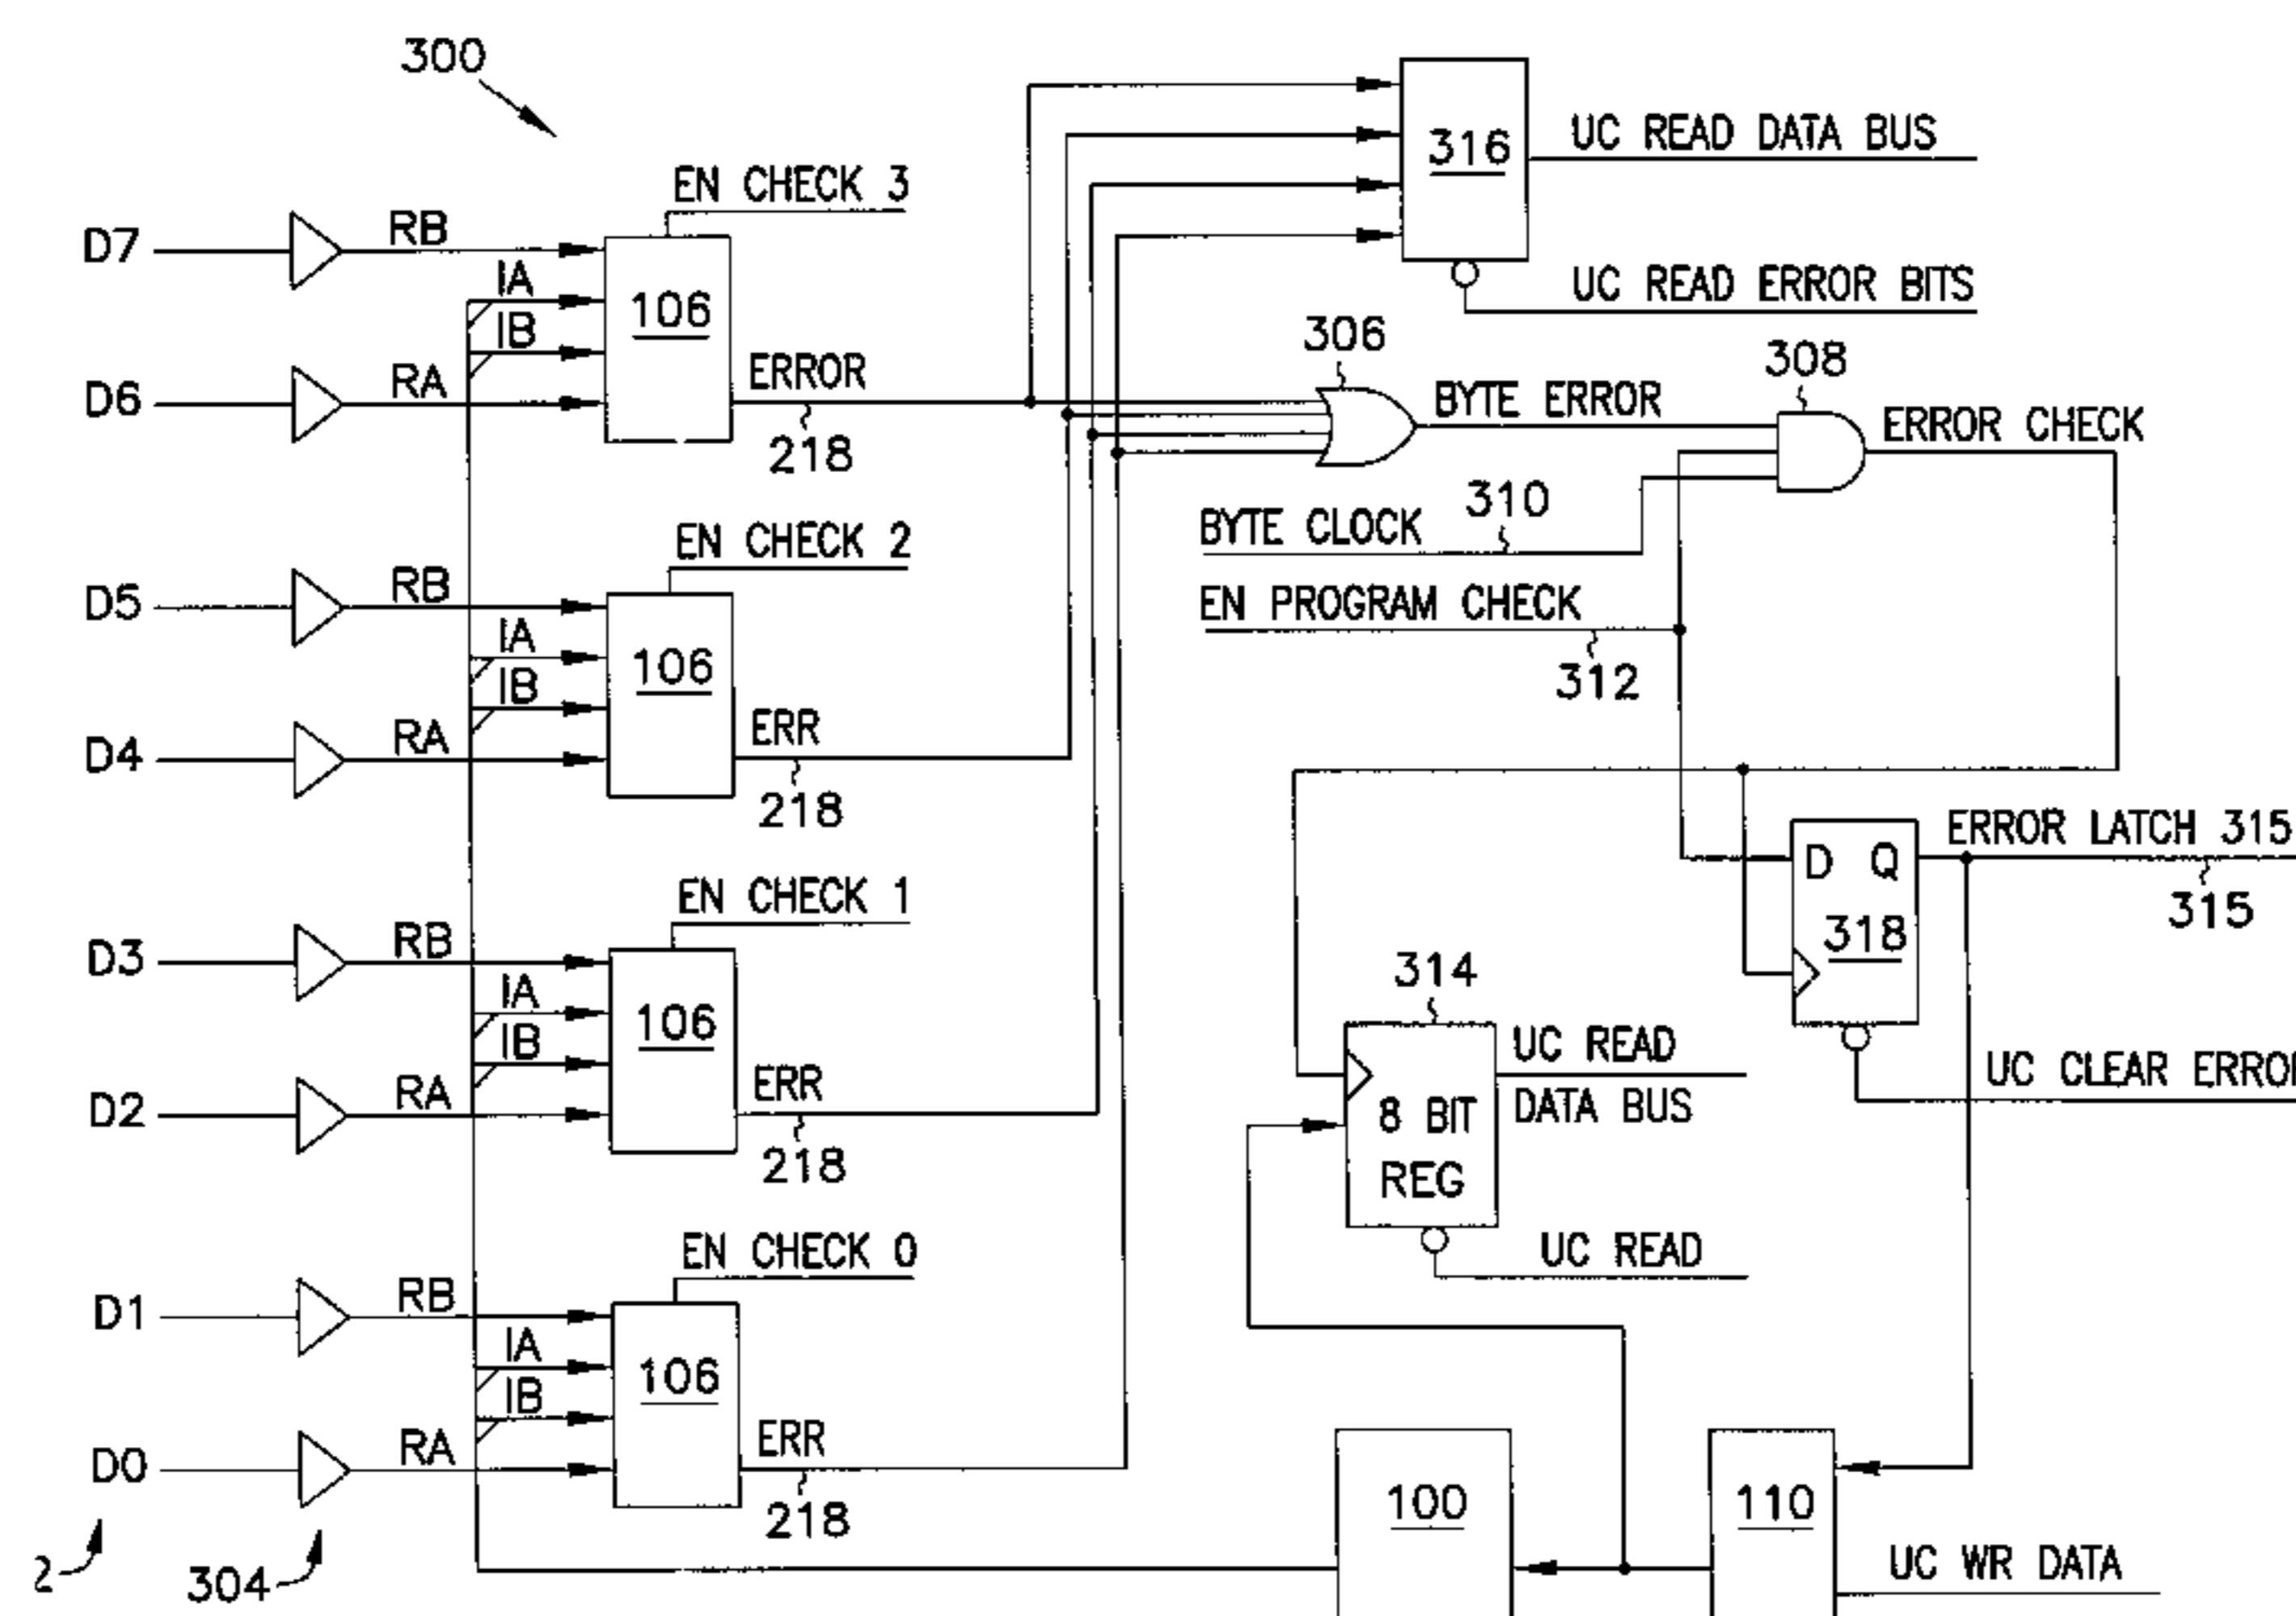 300
316
UC READ DATA BUS
UC READ ERROR BITS
EN CHECK 3
D7
RB
IA
IB
106
D6
RA
ERROR
218
306
BYTE ERROR
308
ERROR CHECK
BYTE CLOCK
310
EN PROGRAM CHECK
312
EN CHECK 2
D5
RB
IA
IB
106
D4
RA
ERR
218
EN CHECK 1
D3
RB
IA
IB
106
D2
RA
ERR
218
D Q
318
ERROR LATCH 315
315
UC CLEAR ERROR
314
8 BIT
REG
UC READ
DATA BUS
UC READ
EN CHECK 0
D1
RB
IA
IB
106
D0
RA
ERR
218
100
110
UC WR DATA
2
304